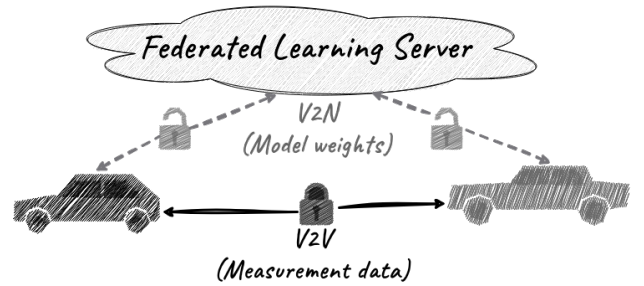 Federated Learning Server
V2N
(Model weights)
V2V
(Measurement data)